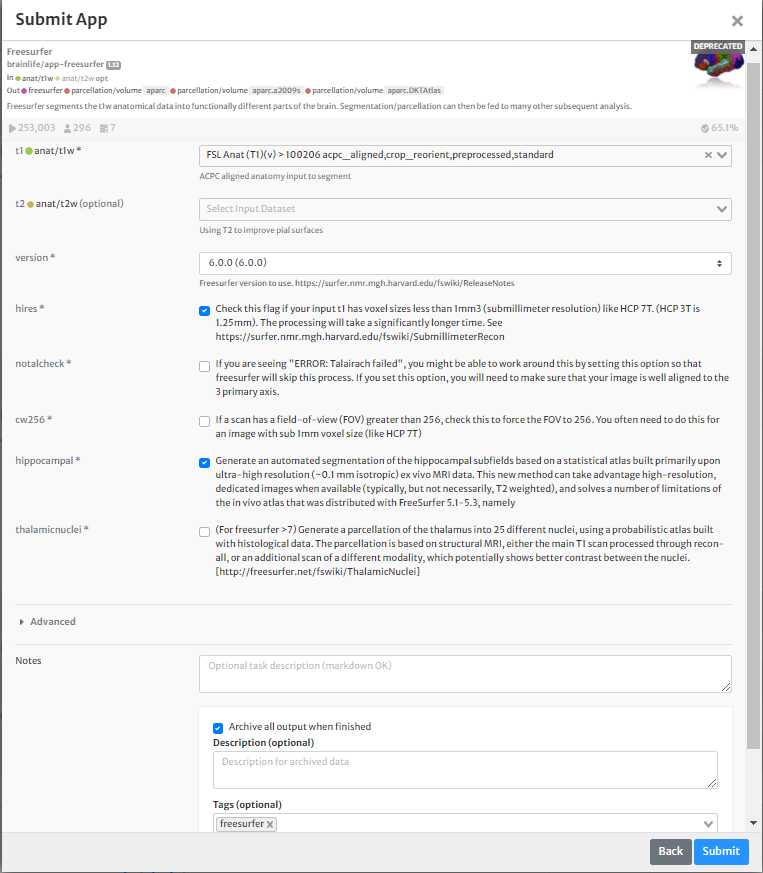 Submit App
Freesurfer
DEPRECATED
brainlife/app-freesurfer 1.12
In anat/t1w anat/t2w opt
Out freesurfer parcellation/volume aparc parcellation/volume aparc.a2009s parcellation/volume aparc.DKTAtlas
Freesurfer segments the t1w anatomical data into functionally different parts of the brain. Segmentation/parcellation can then be fed to many other subsequent analysis.
253,003 296 7 65.1%
t1 anat/t1w *
FSL Anat (T1)(v) > 100206 acpc_aligned,crop_reorient,preprocessed,standard
ACPC aligned anatomy input to segment
t2 anat/t2w (optional)
Select Input Dataset
Using T2 to improve pial surfaces
version *
6.0.0 (6.0.0)
Freesurfer version to use. https://surfer.nmr.mgh.harvard.edu/fswiki/ReleaseNotes
hires *
Check this flag if your input t1 has voxel sizes less than 1mm3 (submillimeter resolution) like HCP 7T. (HCP 3T is
1.25mm). The processing will take a significantly longer time. See
https://surfer.nmr.mgh.harvard.edu/fswiki/SubmillimeterRecon
notalcheck *
If you are seeing "ERROR: Talairach failed", you might be able to work around this by setting this option so that
freesurfer will skip this process. If you set this option, you will need to make sure that your image is well aligned to the
3 primary axis.
cw256 *
If a scan has a field-of-view (FOV) greater than 256, check this to force the FOV to 256. You often need to do this for
an image with sub 1mm voxel size (like HCP 7T)
hippocampal *
Generate an automated segmentation of the hippocampal subfields based on a statistical atlas built primarily upon
ultra-high resolution (~0.1 mm isotropic) ex vivo MRI data. This new method can take advantage high-resolution,
dedicated images when available (typically, but not necessarily, T2 weighted), and solves a number of limitations of
the in vivo atlas that was distributed with FreeSurfer 5.1-5.3, namely
thalamicnuclei *
(For freesurfer >7) Generate a parcellation of the thalamus into 25 different nuclei, using a probabilistic atlas built
with histological data. The parcellation is based on structural MRI, either the main T1 scan processed through recon-
all, or an additional scan of a different modality, which potentially shows better contrast between the nuclei.
[http://freesurfer.net/fswiki/ThalamicNuclei]
Advanced
Notes
Optional task description (markdown OK)
Archive all output when finished
Description (optional)
Description for archived data
Tags (optional)
freesurfer
Back
Submit